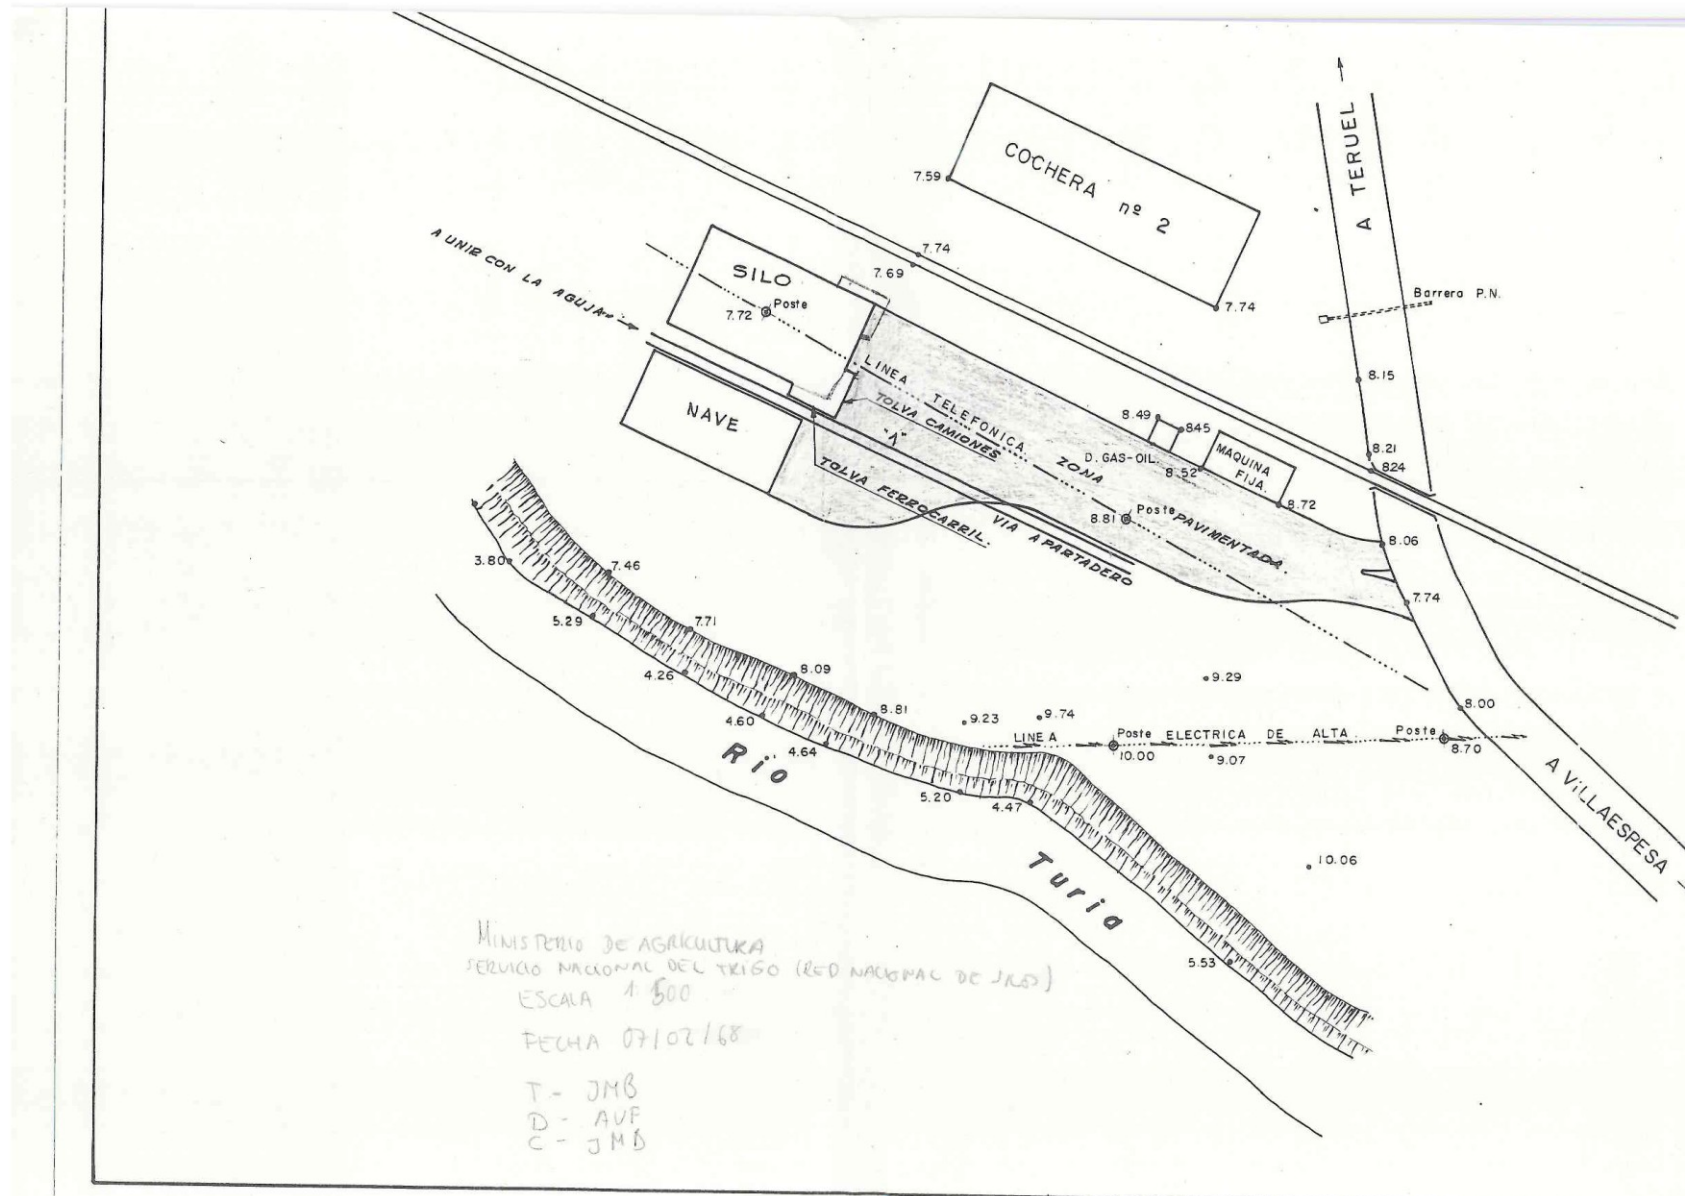 A TERUEL
COCHERA
nº 2
7.59
7.74
7.69
7.74
Barrera P.N.
A UNIR CON LA AGUJA
SILO
Poste
7.72
8.15
LINEA TELEFONICA
TOLVA CAMIONES
"A"
NAVE
8.49
8.45
D. GAS-OIL.
8.52
MAQUINA
FIJA.
8.72
8.21
8.24
ZONA PAVIMENTADA.
Poste
8.81
TOLVA FERROCARRIL.
VIA APARTADERO
8.06
7.74
3.80
7.46
5.29
7.71
4.26
8.09
4.60
8.81
4.64
9.23
9.74
9.29
8.00
LINEA ELECTRICA DE ALTA
Poste
10.00
9.07
Poste
8.70
5.20
4.47
Río Turia
A VILLAESPESA
10.06
5.53
MINISTERIO DE AGRICULTURA
SERVICIO NACIONAL DEL TRIGO (RED NACIONAL DE SILOS)
ESCALA 1 500
FECHA 07/02/68
T - JMB
D - AUF
C - JMB